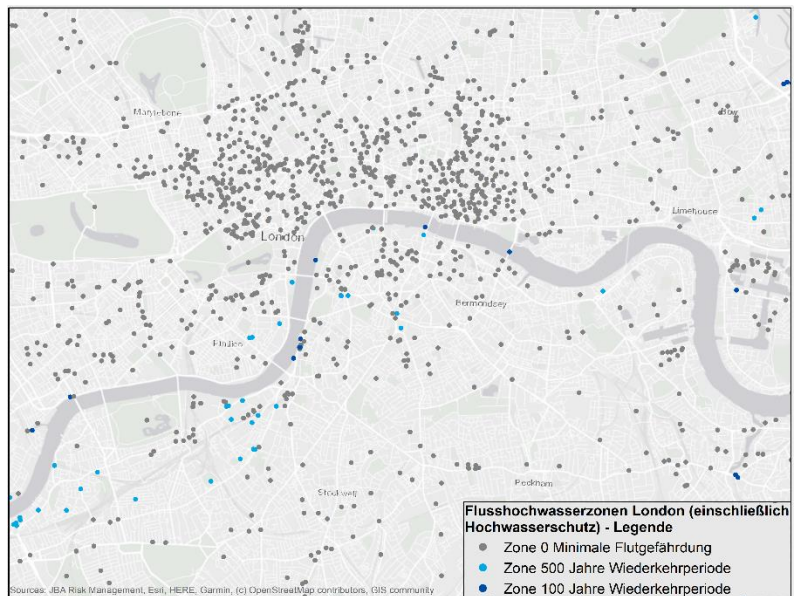 Marylebone
Bow
Limehouse
London
Bermondsey
Pimlico
Stockwell
Peckham
Flusshochwasserzonen London (einschließlich
Hochwasserschutz) - Legende
Zone 0 Minimale Flutgefährdung
Zone 500 Jahre Wiederkehrperiode
Zone 100 Jahre Wiederkehrperiode
Sources: JBA Risk Management, Esri, HERE, Garmin, (c) OpenStreetMap contributors, GIS community